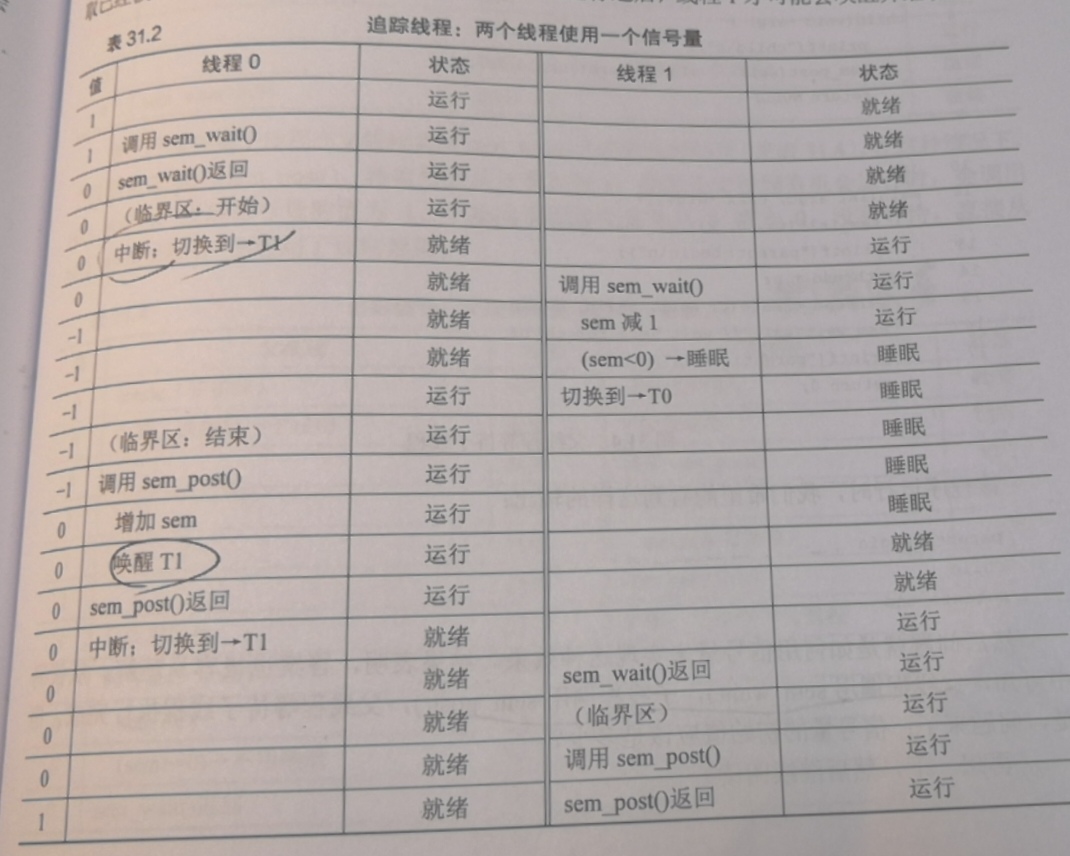 表 31.2
追踪线程：两个线程使用一个信号量
值 线程 0 状态 线程 1 状态
1 运行 就绪
1 调用 sem_wait() 运行 就绪
0 sem_wait()返回 运行 就绪
0 （临界区：开始） 运行 就绪
0 中断；切换到→T1 就绪 运行
0 就绪 调用 sem_wait() 运行
-1 就绪 sem 减 1 运行
-1 就绪 (sem<0) →睡眠 睡眠
-1 运行 切换到→T0 睡眠
-1 （临界区：结束） 运行 睡眠
-1 调用 sem_post() 运行 睡眠
0 增加 sem 运行 睡眠
0 唤醒 T1 运行 就绪
0 sem_post()返回 运行 就绪
0 中断；切换到→T1 就绪 运行
0 就绪 sem_wait()返回 运行
0 就绪 （临界区） 运行
0 就绪 调用 sem_post() 运行
1 就绪 sem_post()返回 运行